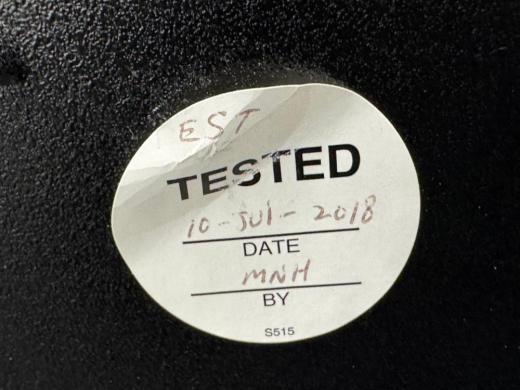 EST
TESTED
10-JUl-2018
DATE
MNH
BY
S515